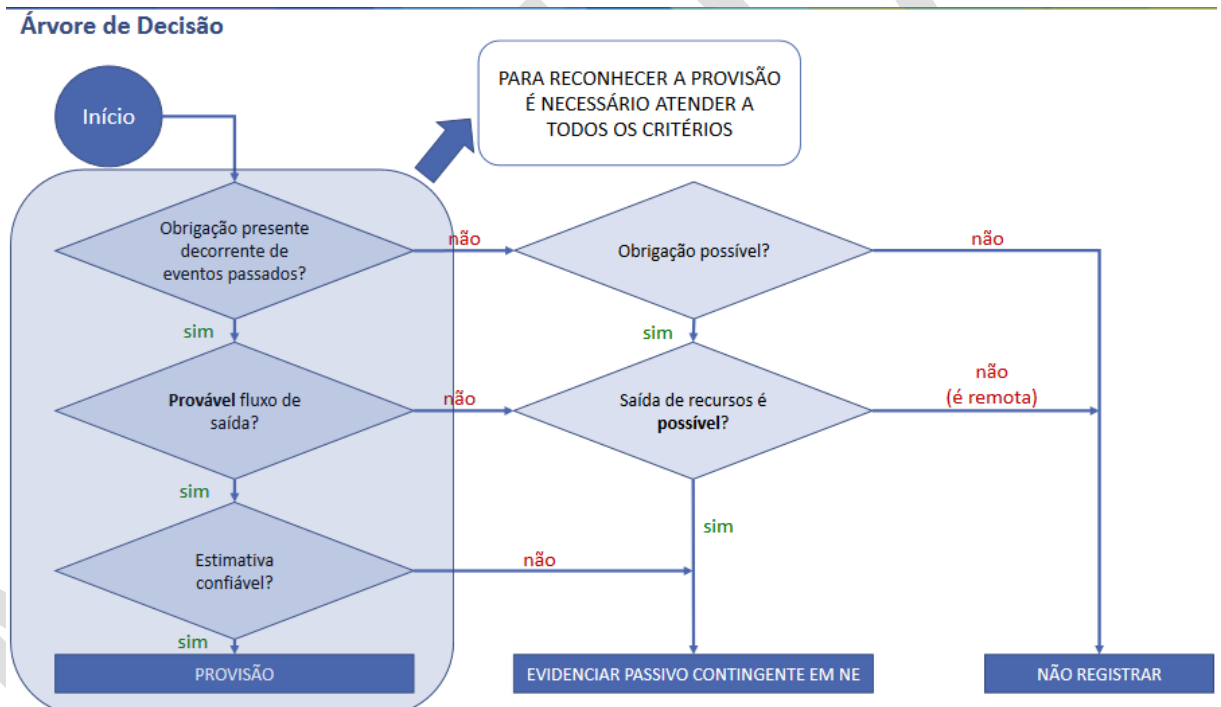 Árvore de Decisão
PARA RECONHECER A PROVISÃO
É NECESSÁRIO ATENDER A
TODOS OS CRITÉRIOS
Início
Obrigação presente
decorrente de
eventos passados?
não
Obrigação possível?
não
sim
sim
Provável fluxo de
saída?
não
Saída de recursos é
possível?
não
(é remota)
sim
sim
Estimativa
confiável?
não
sim
PROVISÃO
EVIDENCIAR PASSIVO CONTINGENTE EM NE
NÃO REGISTRAR